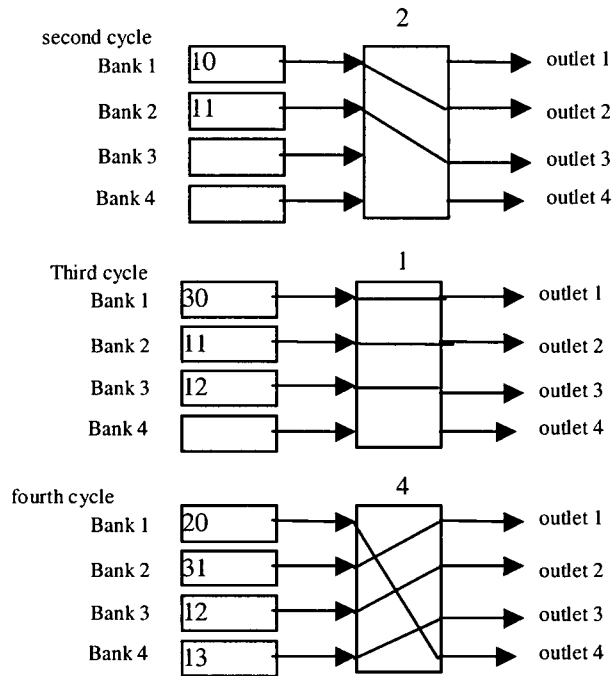 2
second cycle
Bank 1 10 outlet 1
Bank 2 11 outlet 2
Bank 3 outlet 3
Bank 4 outlet 4
1
Third cycle
Bank 1 30 outlet 1
Bank 2 11 outlet 2
Bank 3 12 outlet 3
Bank 4 outlet 4
4
fourth cycle
Bank 1 20 outlet 1
Bank 2 31 outlet 2
Bank 3 12 outlet 3
Bank 4 13 outlet 4